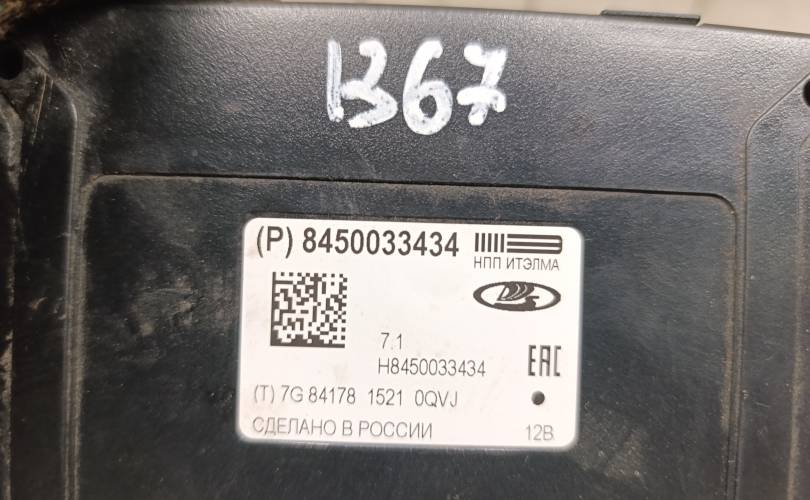 1367
(P) 8450033434
НПП ИТЭЛМА
7.1
H8450033434
EAC
(T) 7G 84178 1521 0QVJ
СДЕЛАНО В РОССИИ 12В